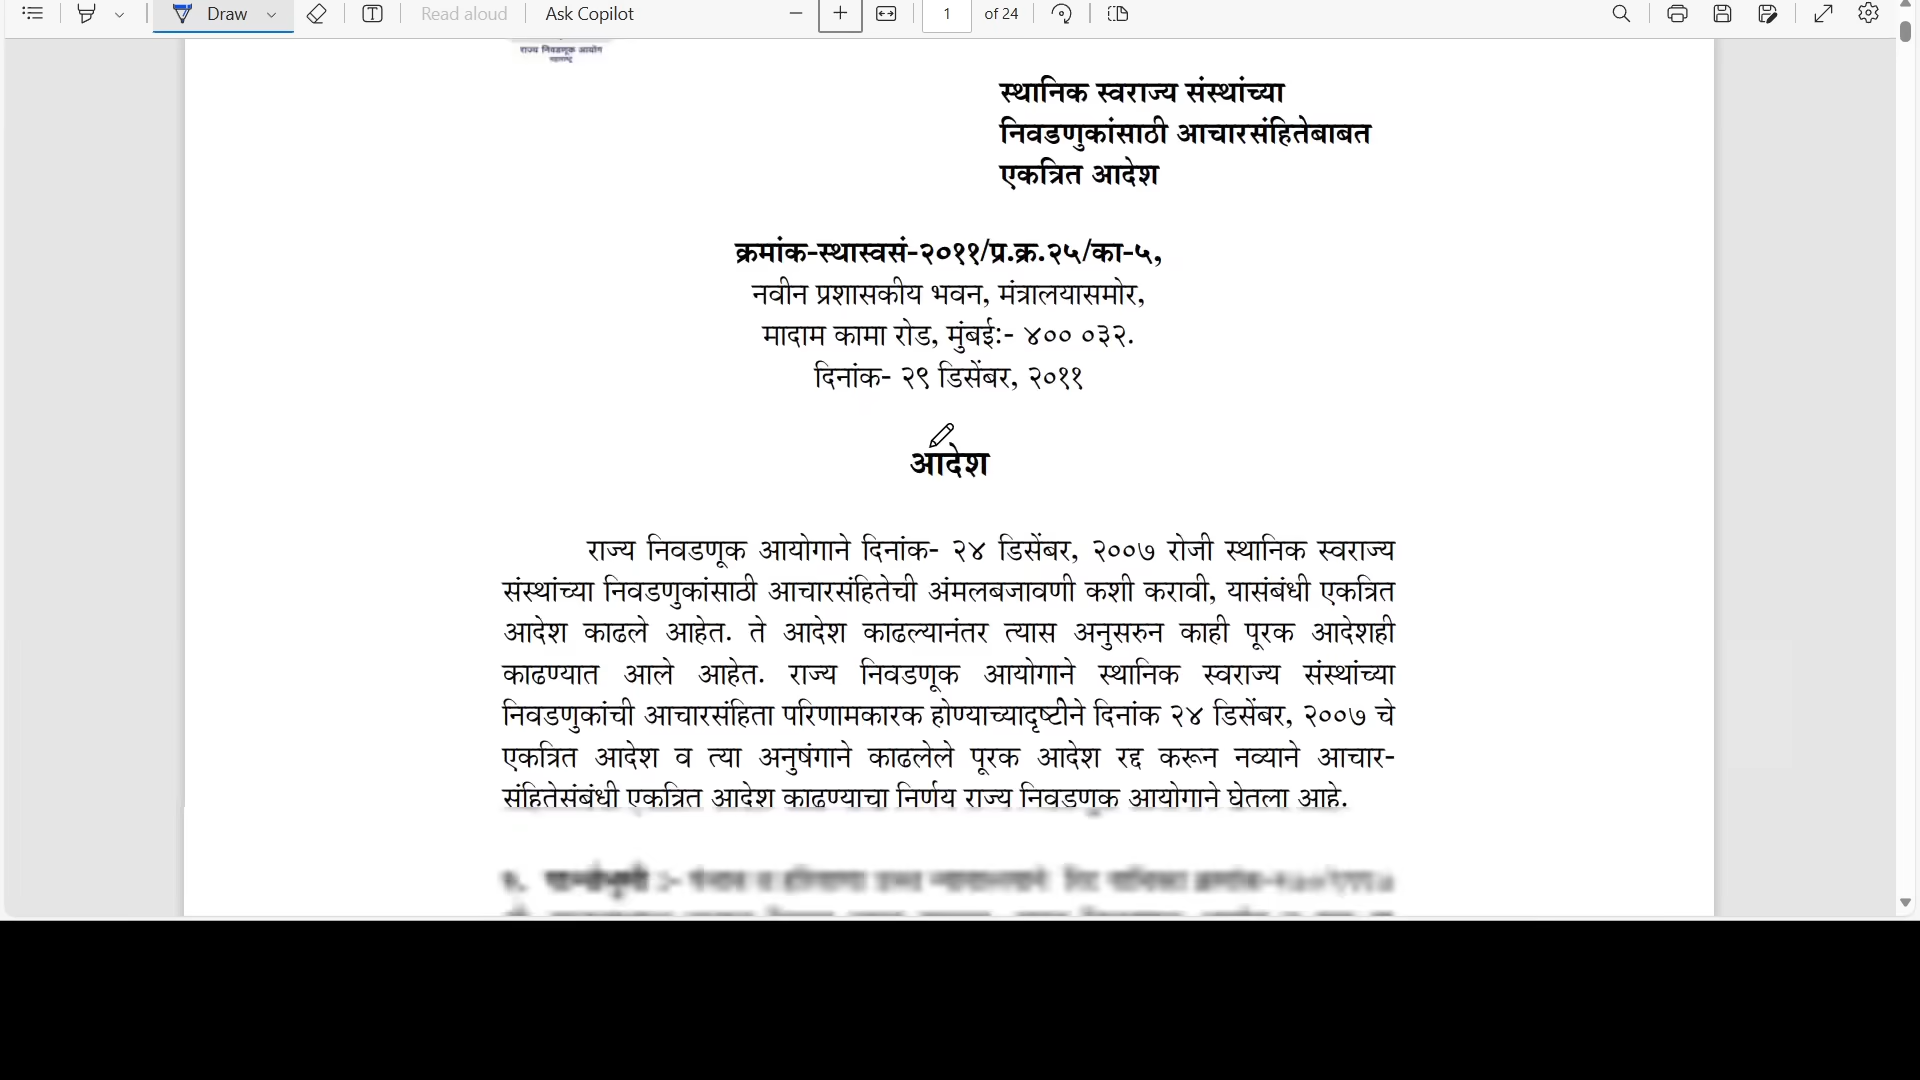 Draw
Read aloud
Ask Copilot
1 of 24
राज्य निवडणूक आयोग
महाराष्ट्र
स्थानिक स्वराज्य संस्थांच्या
निवडणुकांसाठी आचारसंहितेबाबत
एकत्रित आदेश
क्रमांक-स्थास्वसं-२०११/प्र.क्र.२५/का-५,
नवीन प्रशासकीय भवन, मंत्रालयासमोर,
मादाम कामा रोड, मुंबई:- ४०० ०३२.
दिनांक- २९ डिसेंबर, २०११
आदेश
राज्य निवडणूक आयोगाने दिनांक- २४ डिसेंबर, २००७ रोजी स्थानिक स्वराज्य
संस्थांच्या निवडणुकांसाठी आचारसंहितेची अंमलबजावणी कशी करावी, यासंबंधी एकत्रित
आदेश काढले आहेत. ते आदेश काढल्यानंतर त्यास अनुसरुन काही पूरक आदेशही
काढण्यात आले आहेत. राज्य निवडणूक आयोगाने स्थानिक स्वराज्य संस्थांच्या
निवडणुकांची आचारसंहिता परिणामकारक होण्याच्यादृष्टीने दिनांक २४ डिसेंबर, २००७ चे
एकत्रित आदेश व त्या अनुषंगाने काढलेले पूरक आदेश रद्द करून नव्याने आचार-
संहितेसंबंधी एकत्रित आदेश काढण्याचा निर्णय राज्य निवडणूक आयोगाने घेतला आहे.